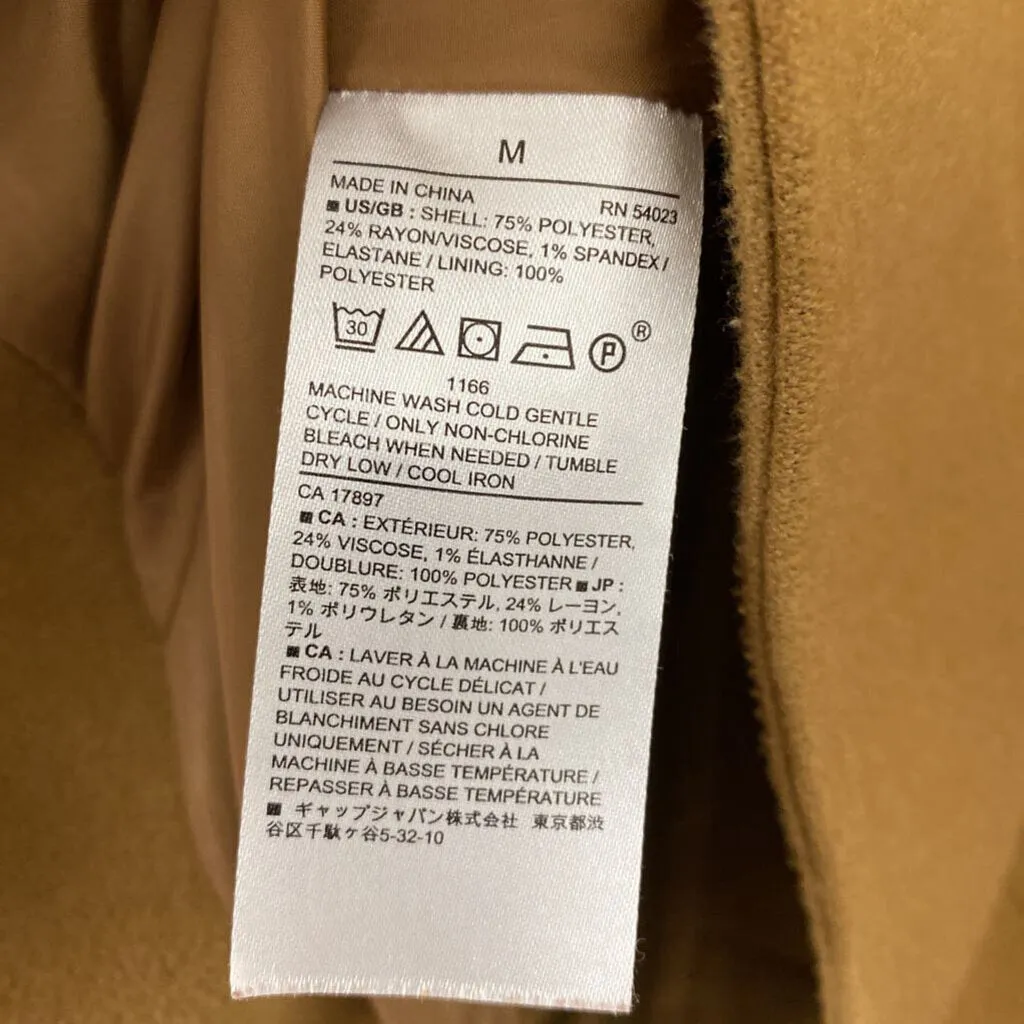 M
MADE IN CHINA RN 54023
US/GB : SHELL: 75% POLYESTER,
24% RAYON/VISCOSE, 1% SPANDEX /
ELASTANE / LINING: 100%
POLYESTER
30 P ®
1166
MACHINE WASH COLD GENTLE
CYCLE / ONLY NON-CHLORINE
BLEACH WHEN NEEDED / TUMBLE
DRY LOW / COOL IRON
CA 17897
CA : EXTÉRIEUR: 75% POLYESTER,
24% VISCOSE, 1% ÉLASTHANNE /
DOUBLURE: 100% POLYESTER ■ JP :
表地: 75% ポリエステル, 24% レーヨン,
1% ポリウレタン / 裏地: 100% ポリエス
テル
CA : LAVER À LA MACHINE À L'EAU
FROIDE AU CYCLE DÉLICAT /
UTILISER AU BESOIN UN AGENT DE
BLANCHIMENT SANS CHLORE
UNIQUEMENT / SÉCHER À LA
MACHINE À BASSE TEMPÉRATURE /
REPASSER À BASSE TEMPÉRATURE
ギャップジャパン株式会社 東京都渋
谷区千駄ヶ谷5-32-10